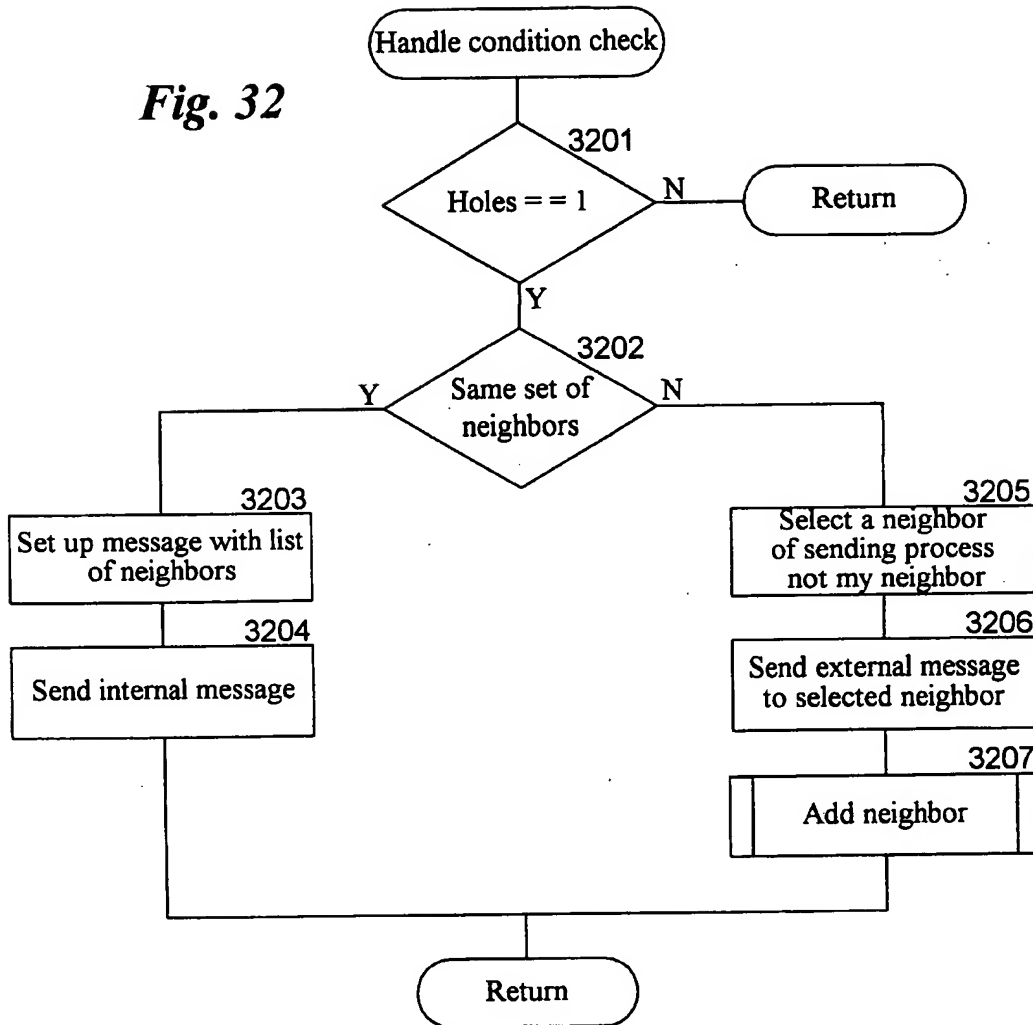 Handle condition check
Fig. 32
3201
Holes = = 1
N
Return
Y
3202
Y
Same set of
neighbors
N
3203
Set up message with list
of neighbors
3204
Send internal message
3205
Select a neighbor
of sending process
not my neighbor
3206
Send external message
to selected neighbor
3207
Add neighbor
Return